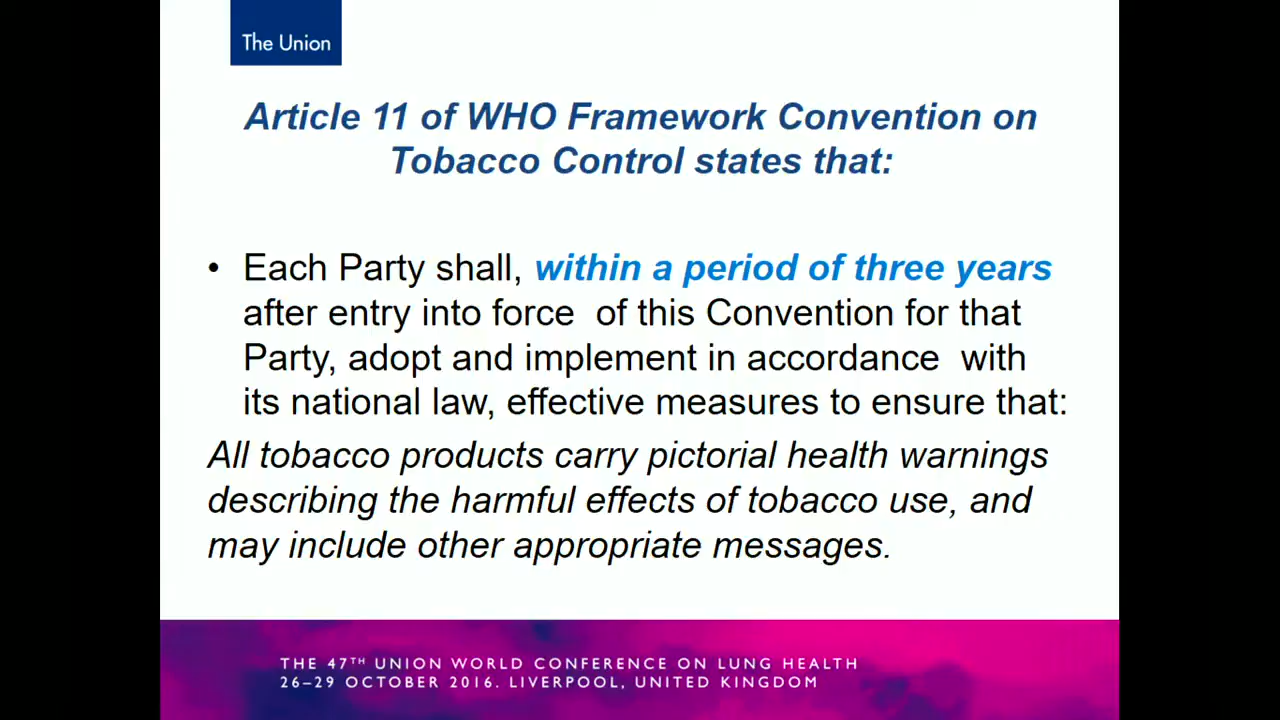 The Union
Article 11 of WHO Framework Convention on
Tobacco Control states that:
• Each Party shall, within a period of three years
after entry into force of this Convention for that
Party, adopt and implement in accordance with
its national law, effective measures to ensure that:
All tobacco products carry pictorial health warnings
describing the harmful effects of tobacco use, and
may include other appropriate messages.
THE 47TH UNION WORLD CONFERENCE ON LUNG HEALTH
26–29 OCTOBER 2016. LIVERPOOL, UNITED KINGDOM